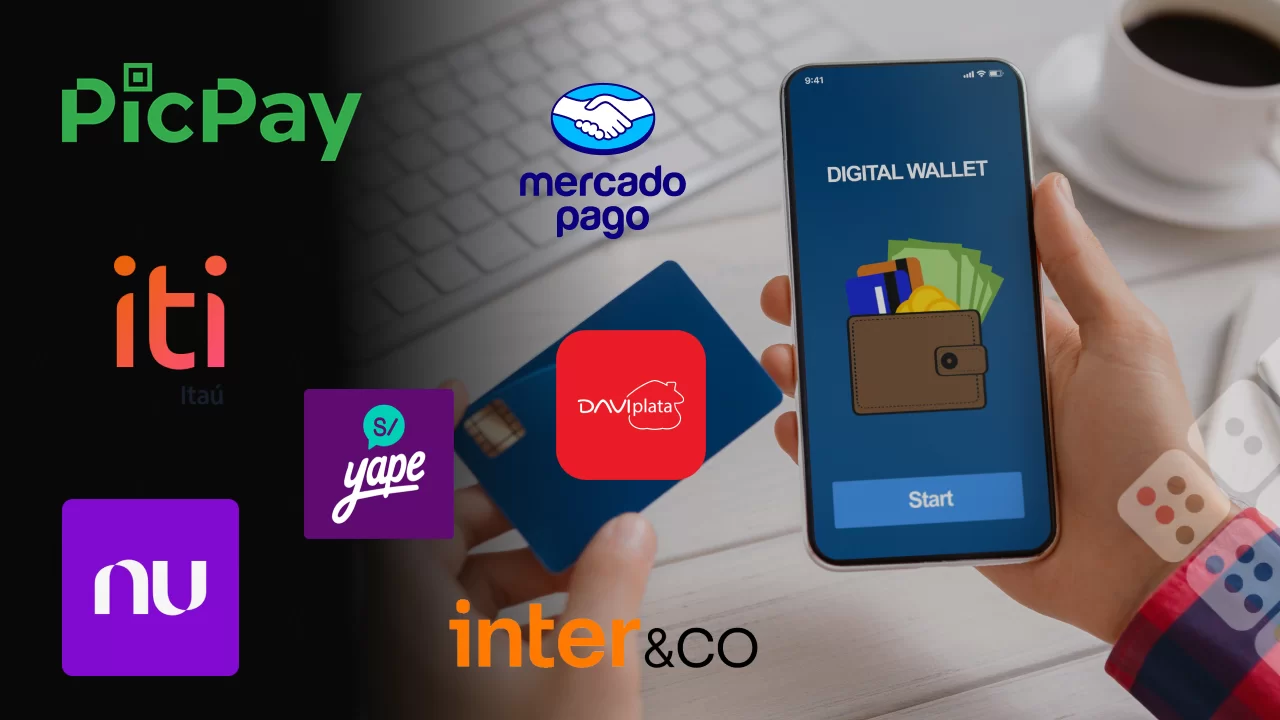 PicPay
mercado
pago
9:41
DIGITAL WALLET
iti
Itaú
S/
yape
DAVIplata
Start
nu
inter&CO